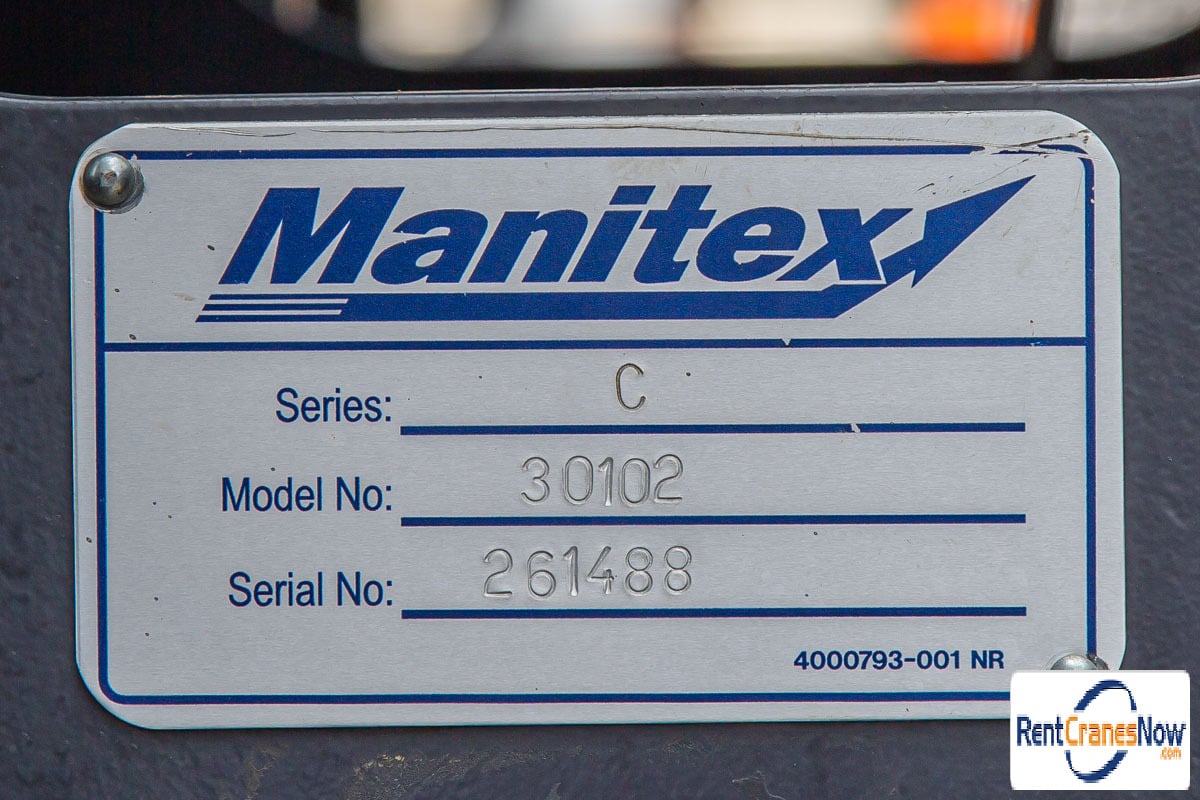 Manitex
Series: C
Model No: 30102
Serial No: 261488
4000793-001 NR
RentCranesNow
.com